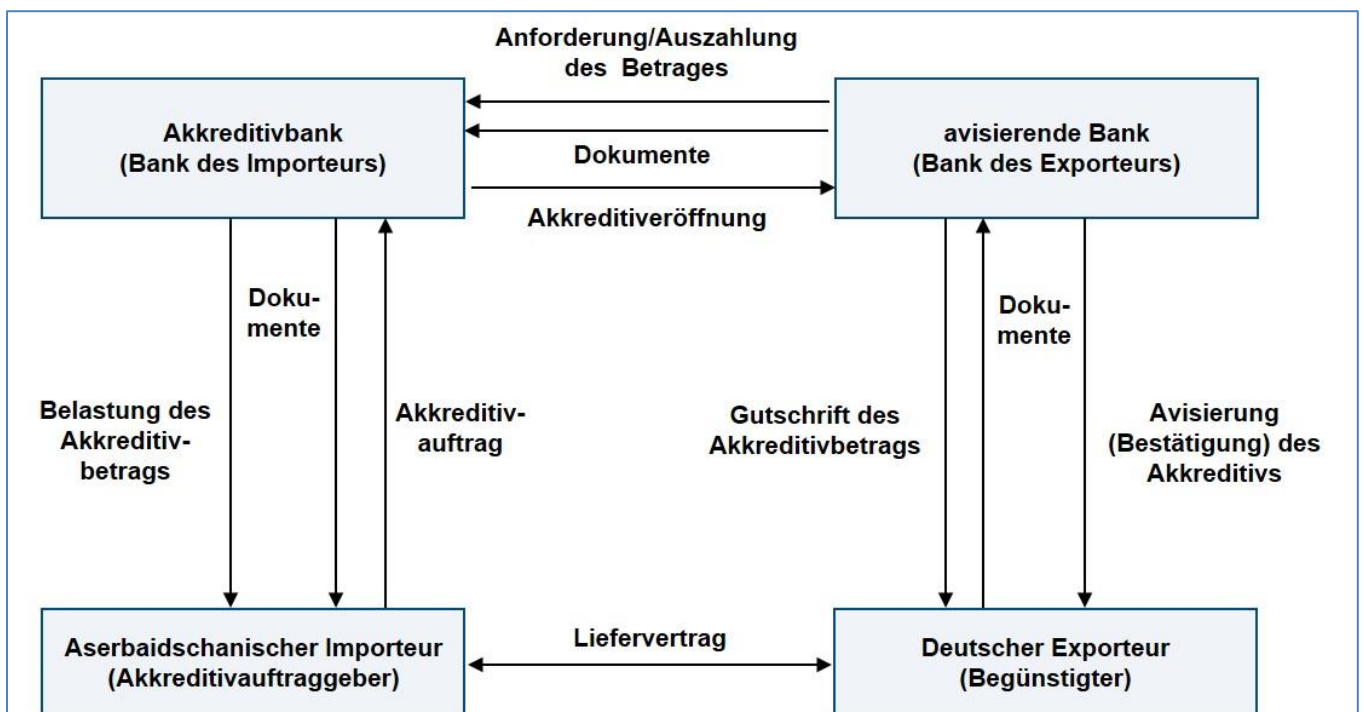 Anforderung/Auszahlung
des Betrages
Akkreditivbank
(Bank des Importeurs)
avisierende Bank
(Bank des Exporteurs)
Dokumente
Akkreditiveröffnung
Doku-
mente
Doku-
mente
Belastung des
Akkreditiv-
betrags
Akkreditiv-
auftrag
Gutschrift des
Akkreditivbetrags
Avisierung
(Bestätigung) des
Akkreditivs
Aserbaidschanischer Importeur
(Akkreditivauftraggeber)
Liefervertrag
Deutscher Exporteur
(Begünstigter)